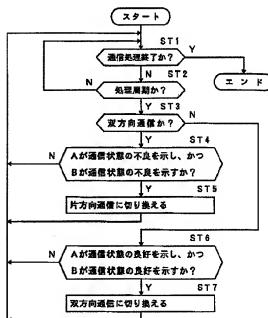 スタート
ST1
通信処理終了か?
Y
N
ST2
エンド
処理周期か?
N
Y
ST3
双方向通信か?
N
Y
ST4
Aが通信状態の不良を示し、かつ
Bが通信状態の不良を示すか?
N
Y
ST5
片方向通信に切り換える
ST6
Aが通信状態の良好を示し、かつ
Bが通信状態の良好を示すか?
N
Y
ST7
双方向通信に切り換える